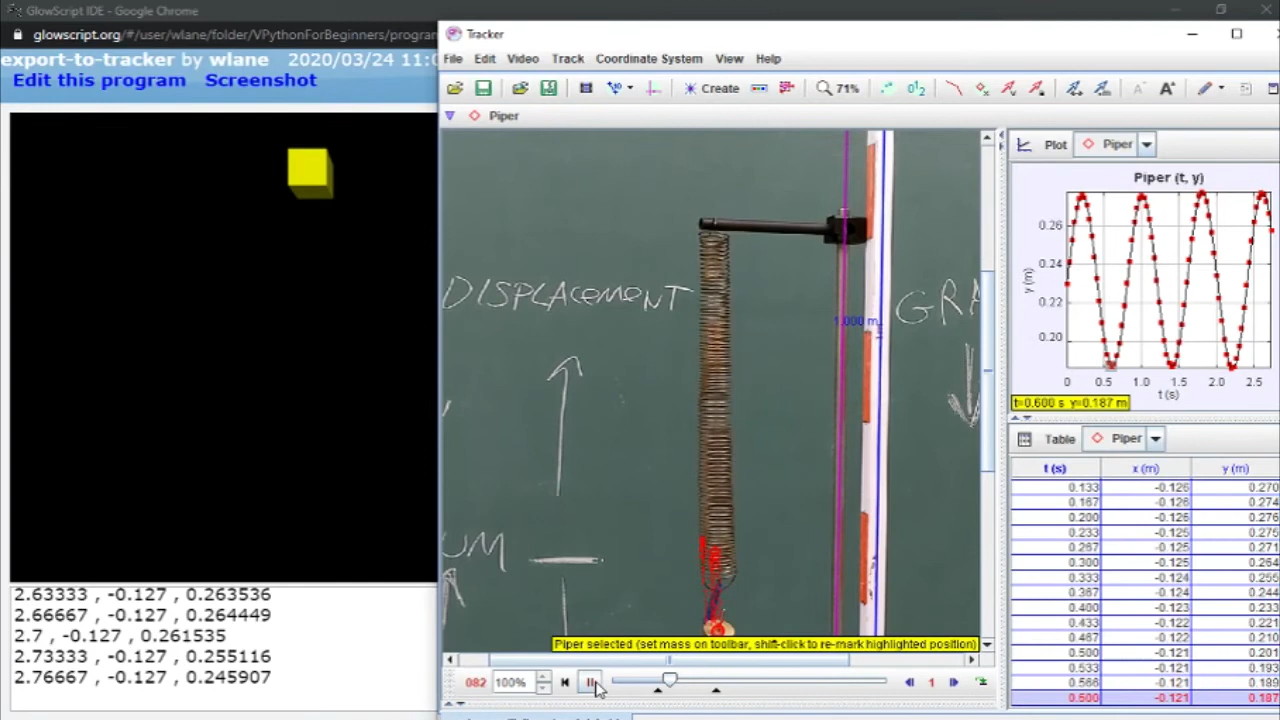 GlowScript IDE - Google Chrome
glowscript.org/#/user/wlane/folder/VPythonForBeginners/program
export-to-tracker by wlane 2020/03/24 11:0
Edit this program Screenshot
2.63333 , -0.127 , 0.263536
2.66667 , -0.127 , 0.264449
2.7 , -0.127 , 0.261535
2.73333 , -0.127 , 0.255116
2.76667 , -0.127 , 0.245907
Tracker
File Edit Video Track Coordinate System View Help
Create 71%
Piper
DISPLACEMENT
GRA
UM
1.000 m
Piper selected (set mass on toolbar, shift-click to re-mark highlighted position)
082 100% 1
Plot Piper
Piper (t, y)
y (m)
0.26
0.24
0.22
0.20
0 0.5 1.0 1.5 2.0 2.5
t (s)
t=0.600 s y=0.187 m
Table Piper
t (s) x (m) y (m)
0.133 -0.126 0.270
0.167 -0.126 0.274
0.200 -0.126 0.276
0.233 -0.125 0.275
0.267 -0.125 0.271
0.300 -0.125 0.264
0.333 -0.124 0.255
0.367 -0.124 0.244
0.400 -0.123 0.233
0.433 -0.122 0.221
0.467 -0.122 0.210
0.500 -0.121 0.201
0.533 -0.121 0.193
0.566 -0.121 0.189
-0.121 0.187